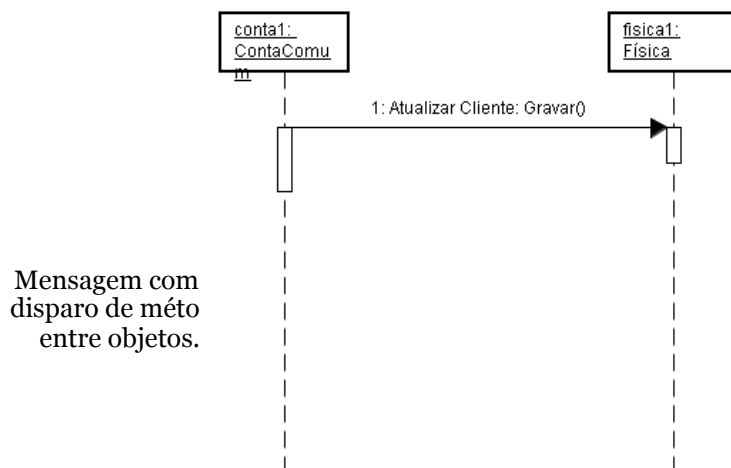 conta1:
ContaComu
m
fisica1:
Física
1: Atualizar Cliente: Gravar()
Mensagem com
disparo de méto
entre objetos.